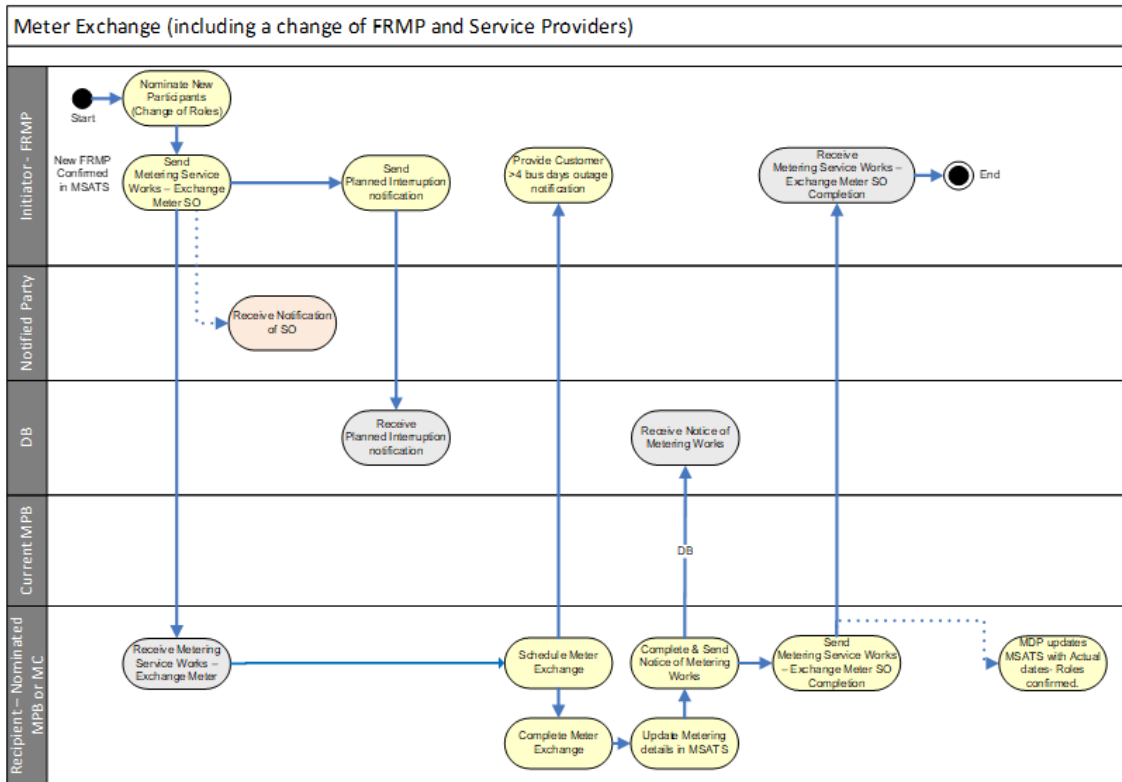 Meter Exchange (including a change of FRMP and Service Providers)
Initiator - FRMP
Start
Nominate New
Participants
(Change of Roles)
New FRMP
Confirmed
in MSATS
Send
Metering Service
Works – Exchange
Meter SO
Send
Planned Interruption
notification
Provide Customer
>4 bus days outage
notification
Receive
Metering Service Works –
Exchange Meter SO
Completion
End
Notified Party
Receive Notification
of SO
DB
Receive
Planned Interruption
notification
Receive Notice of
Metering Works
Current MPB
DB
Recipient – Nominated
MPB or MC
Receive Metering
Service Works –
Exchange Meter
Schedule Meter
Exchange
Complete & Send
Notice of Metering
Works
Send
Metering Service Works
– Exchange Meter SO
Completion
MDP updates
MSATS with Actual
dates- Roles
confirmed.
Complete Meter
Exchange
Update Metering
details in MSATS